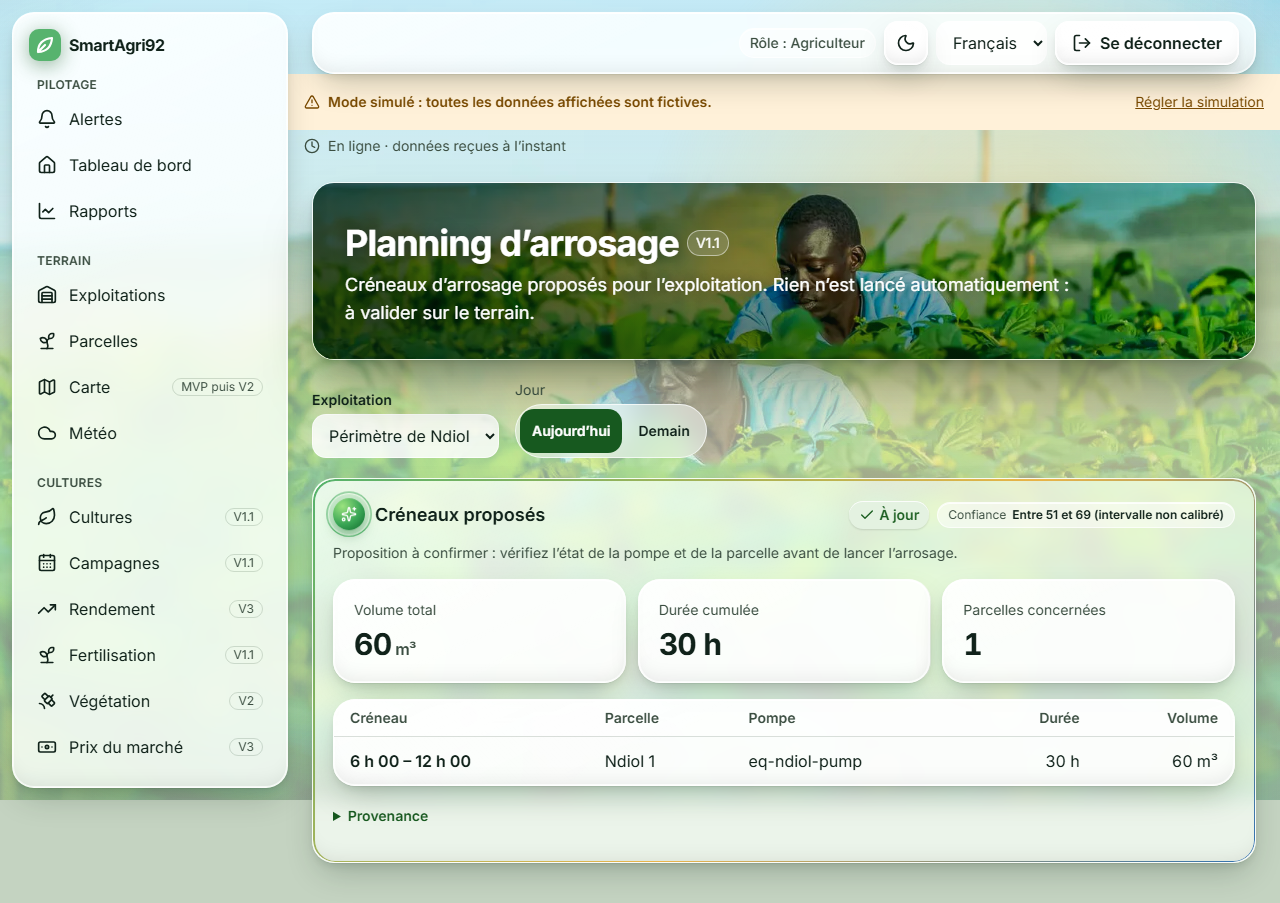 SmartAgri92
PILOTAGE
Alertes
Tableau de bord
Rapports
TERRAIN
Exploitations
Parcelles
Carte MVP puis V2
Météo
CULTURES
Cultures V1.1
Campagnes V1.1
Rendement V3
Fertilisation V1.1
Végétation V2
Prix du marché V3
Rôle : Agriculteur
Français
Se déconnecter
Mode simulé : toutes les données affichées sont fictives.
Régler la simulation
En ligne · données reçues à l’instant
Planning d’arrosage V1.1
Créneaux d’arrosage proposés pour l’exploitation. Rien n’est lancé automatiquement :
à valider sur le terrain.
Exploitation
Périmètre de Ndiol
Jour
Aujourd’hui Demain
Créneaux proposés
À jour
Confiance Entre 51 et 69 (intervalle non calibré)
Proposition à confirmer : vérifiez l’état de la pompe et de la parcelle avant de lancer l’arrosage.
Volume total
60 m³
Durée cumulée
30 h
Parcelles concernées
1
Créneau Parcelle Pompe Durée Volume
6 h 00 – 12 h 00 Ndiol 1 eq-ndiol-pump 30 h 60 m³
Provenance